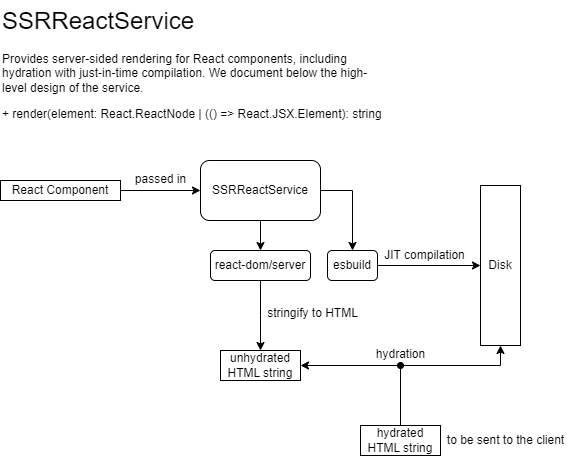 SSRReactService
Provides server-sided rendering for React components, including
hydration with just-in-time compilation. We document below the high-
level design of the service.
+ render(element: React.ReactNode | (() => React.JSX.Element): string
React Component
passed in
SSRReactService
react-dom/server
esbuild
JIT compilation
Disk
stringify to HTML
unhydrated
HTML string
hydration
hydrated
HTML string
to be sent to the client